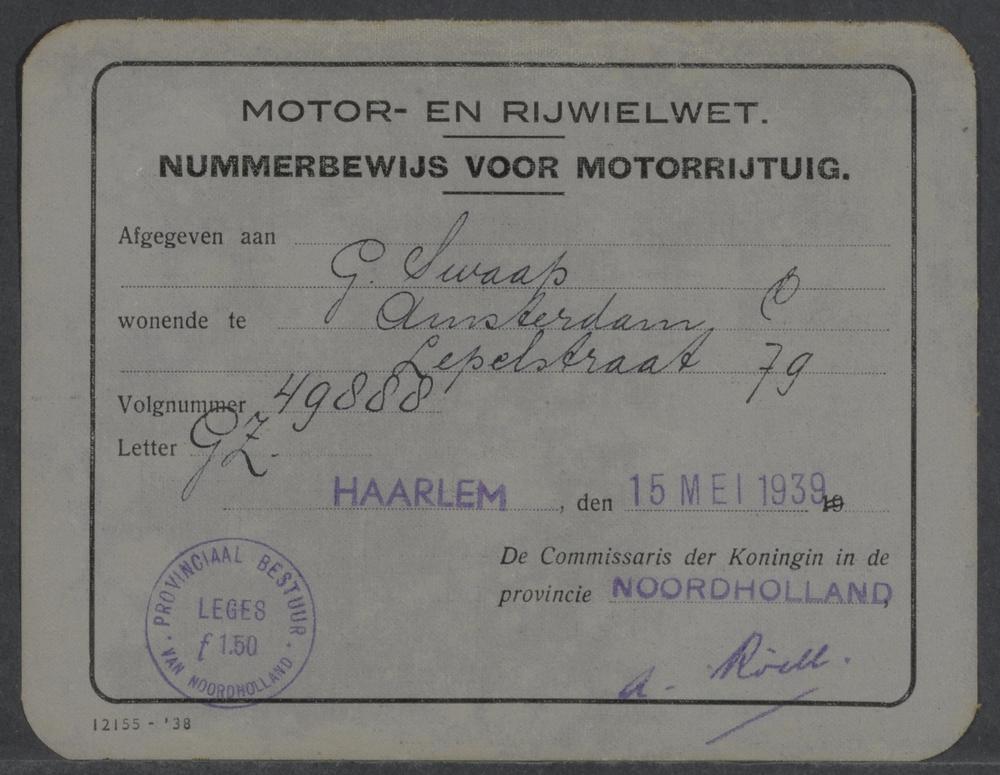 MOTOR- EN RIJWIELWET.
NUMMERBEWIJS VOOR MOTORRIJTUIG.
Afgegeven aan
G. Swaap
wonende te Amsterdam, C
Lepelstraat 79
Volgnummer 49888
Letter GZ.
HAARLEM, den 15 MEI 1939 19
De Commissaris der Koningin in de
provincie NOORDHOLLAND,
A. Röell.
PROVINCIAAL BESTUUR
LEGES
f 1.50
VAN NOORDHOLLAND
12155 - '38